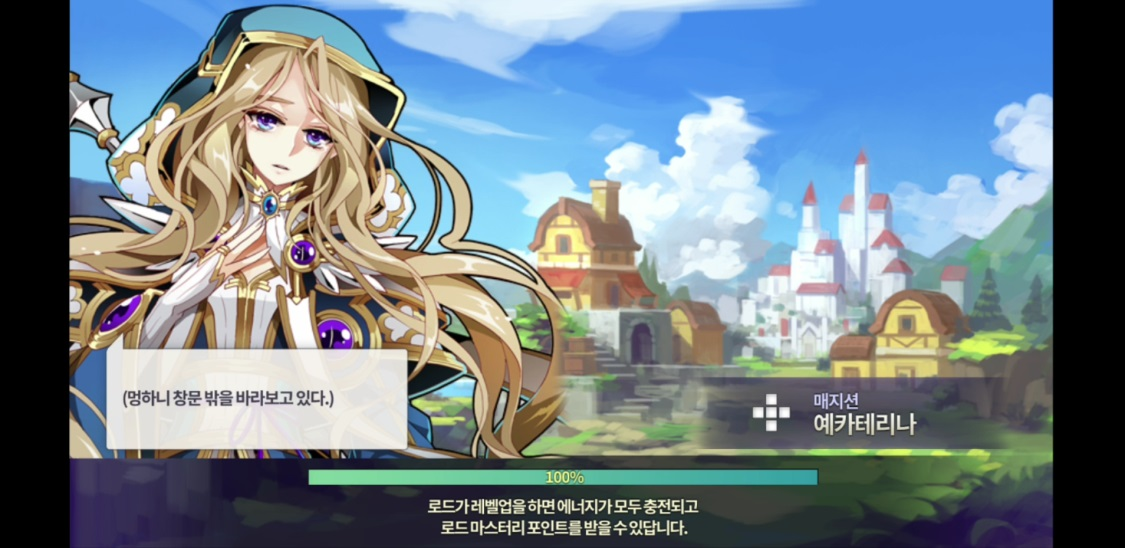 (멍하니 창문 밖을 바라보고 있다.)
매지션
예카테리나
100%
로드가 레벨업을 하면 에너지가 모두 충전되고
로드 마스터리 포인트를 받을 수 있답니다.